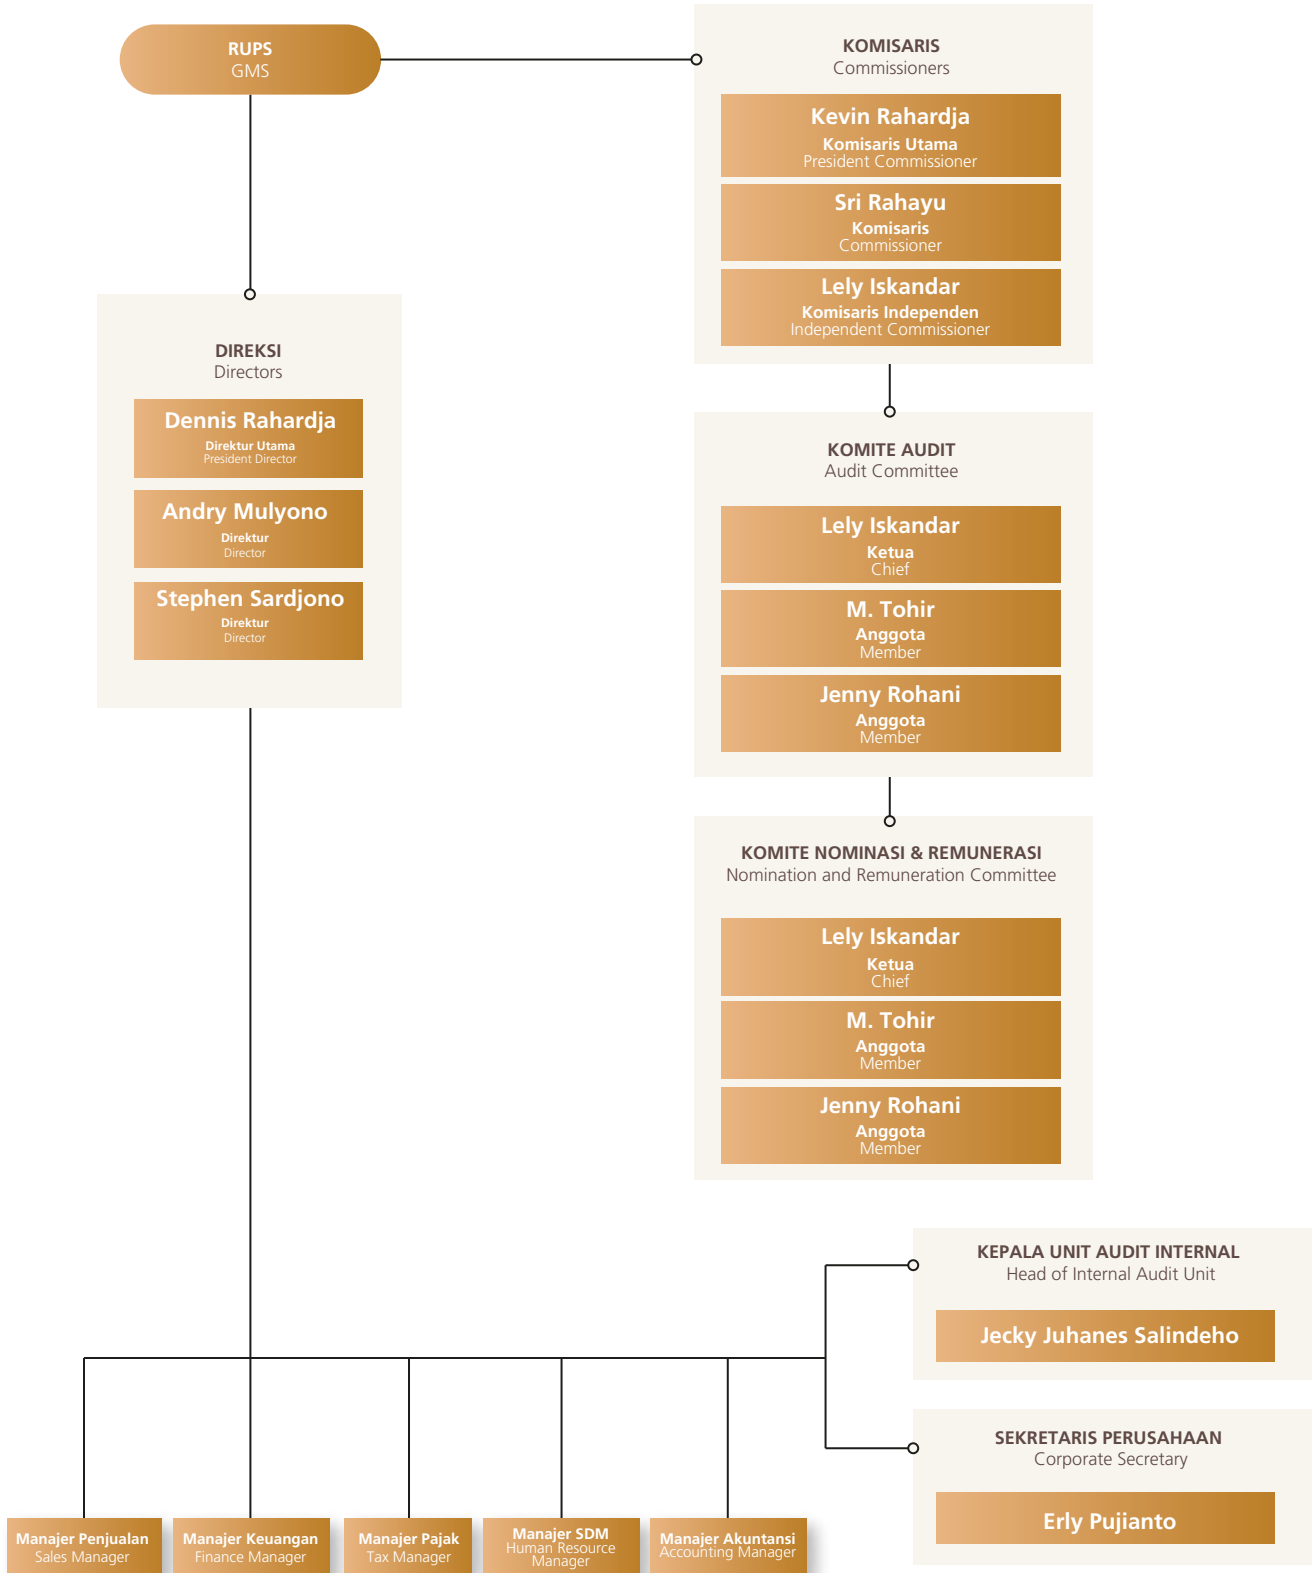 RUPS
GMS
KOMISARIS
Commissioners
Kevin Rahardja
Komisaris Utama
President Commissioner
Sri Rahayu
Komisaris
Commissioner
Lely Iskandar
Komisaris Independen
Independent Commissioner
DIREKSI
Directors
Dennis Rahardja
Direktur Utama
President Director
Andry Mulyono
Direktur
Director
Stephen Sardjono
Direktur
Director
KOMITE AUDIT
Audit Committee
Lely Iskandar
Ketua
Chief
M. Tohir
Anggota
Member
Jenny Rohani
Anggota
Member
KOMITE NOMINASI & REMUNERASI
Nomination and Remuneration Committee
Lely Iskandar
Ketua
Chief
M. Tohir
Anggota
Member
Jenny Rohani
Anggota
Member
KEPALA UNIT AUDIT INTERNAL
Head of Internal Audit Unit
Jecky Juhanes Salindeho
SEKRETARIS PERUSAHAAN
Corporate Secretary
Erly Pujianto
Manajer Penjualan
Sales Manager
Manajer Keuangan
Finance Manager
Manajer Pajak
Tax Manager
Manajer SDM
Human Resource
Manager
Manajer Akuntansi
Accounting Manager